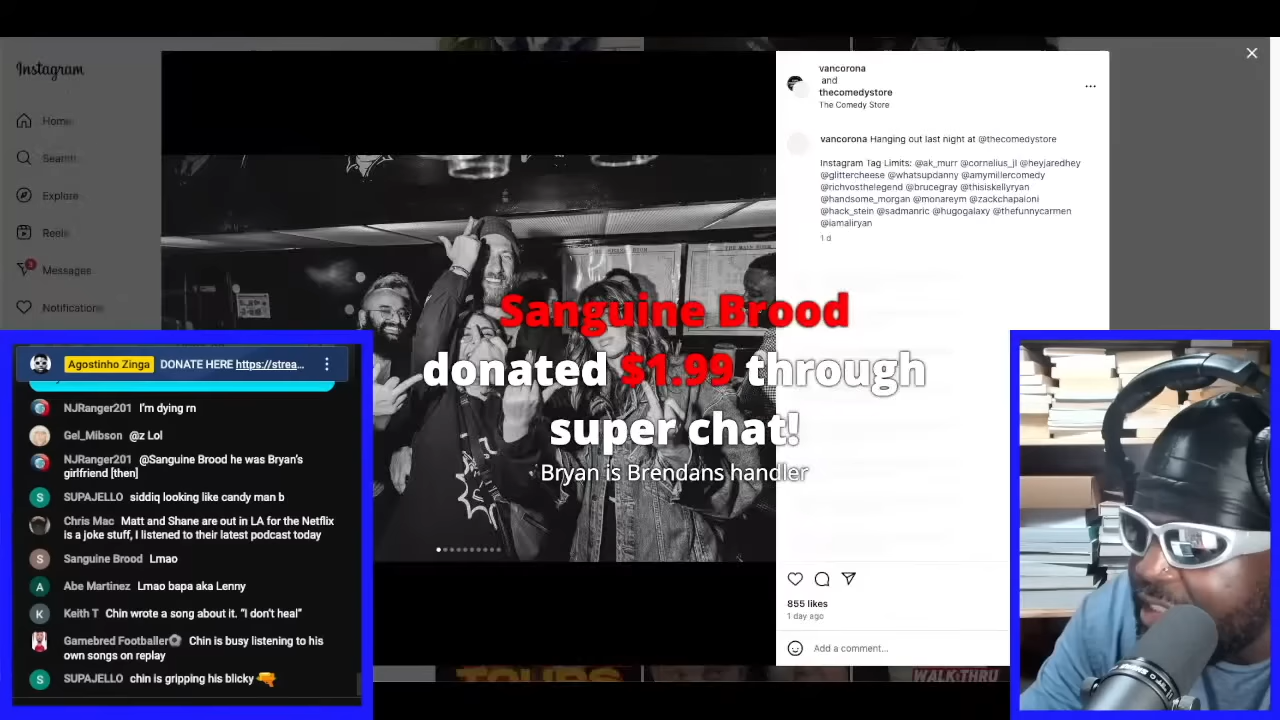 Instagram
Home
Search
Explore
Reels
3
Messages
Notifications
vancorona
and
thecomedystore
The Comedy Store
vancorona Hanging out last night at @thecomedystore
Instagram Tag Limits: @ak_murr @cornelius_jl @heyjaredhey
@glittercheese @whatsupdanny @amymillercomedy
@richvosthelegend @brucegray @thisiskellyryan
@handsome_morgan @monareym @zackchapaloni
@hack_stein @sadmanric @hugogalaxy @thefunnycarmen
@iamaliryan
1 d
Sanguine Brood
donated $1.99 through
super chat!
Bryan is Brendans handler
855 likes
1 day ago
Add a comment...
Agostinho Zinga DONATE HERE https://strea...
NJRanger201 I'm dying rn
Gel_Mibson @z Lol
NJRanger201 @Sanguine Brood he was Bryan's
girlfriend [then]
S SUPAJELLO siddiq looking like candy man b
Chris Mac Matt and Shane are out in LA for the Netflix
is a joke stuff, I listened to their latest podcast today
S Sanguine Brood Lmao
A Abe Martinez Lmao bapa aka Lenny
K Keith T Chin wrote a song about it. "I don't heal"
Gamebred Footballer⚽ Chin is busy listening to his
own songs on replay
S SUPAJELLO chin is gripping his blicky 🔫
TOURS
WALK THRU